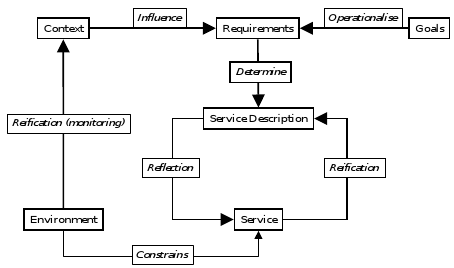 Influence
Operationalise
Context
Requirements
Goals
Determine
Reification (monitoring)
Service Description
Reflection
Reification
Environment
Service
Constrains